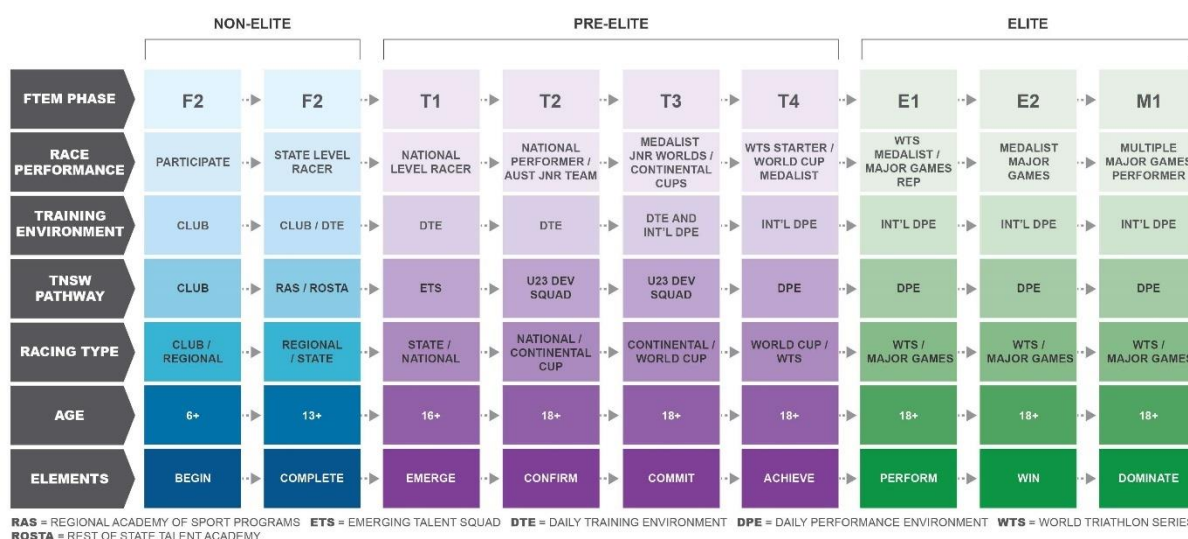 NON-ELITE PRE-ELITE ELITE
FTEM PHASE F2 F2 T1 T2 T3 T4 E1 E2 M1
RACE PERFORMANCE
PARTICIPATE
STATE LEVEL
RACER
NATIONAL
LEVEL RACER
NATIONAL
PERFORMER /
AUST JNR TEAM
MEDALIST
JNR WORLDS /
CONTINENTAL
CUPS
WTS STARTER /
WORLD CUP
MEDALIST
WTS
MEDALIST /
MAJOR GAMES
REP
MEDALIST
MAJOR
GAMES
MULTIPLE
MAJOR GAMES
PERFORMER
TRAINING
ENVIRONMENT
CLUB
CLUB / DTE
DTE
DTE
DTE AND
INT'L DPE
INT'L DPE
INT'L DPE
INT'L DPE
INT'L DPE
TNSW
PATHWAY
CLUB
RAS / ROSTA
ETS
U23 DEV
SQUAD
U23 DEV
SQUAD
DPE
DPE
DPE
DPE
RACING TYPE
CLUB /
REGIONAL
REGIONAL
/ STATE
STATE /
NATIONAL
NATIONAL /
CONTINENTAL
CUP
CONTINENTAL
/ WORLD CUP
WORLD CUP /
WTS
WTS /
MAJOR GAMES
WTS /
MAJOR GAMES
WTS /
MAJOR GAMES
AGE 6+ 13+ 16+ 18+ 18+ 18+ 18+ 18+ 18+
ELEMENTS BEGIN COMPLETE EMERGE CONFIRM COMMIT ACHIEVE PERFORM WIN DOMINATE
RAS = REGIONAL ACADEMY OF SPORT PROGRAMS ETS = EMERGING TALENT SQUAD DTE = DAILY TRAINING ENVIRONMENT DPE = DAILY PERFORMANCE ENVIRONMENT WTS = WORLD TRIATHLON SERIES
ROSTA = REST OF STATE TALENT ACADEMY